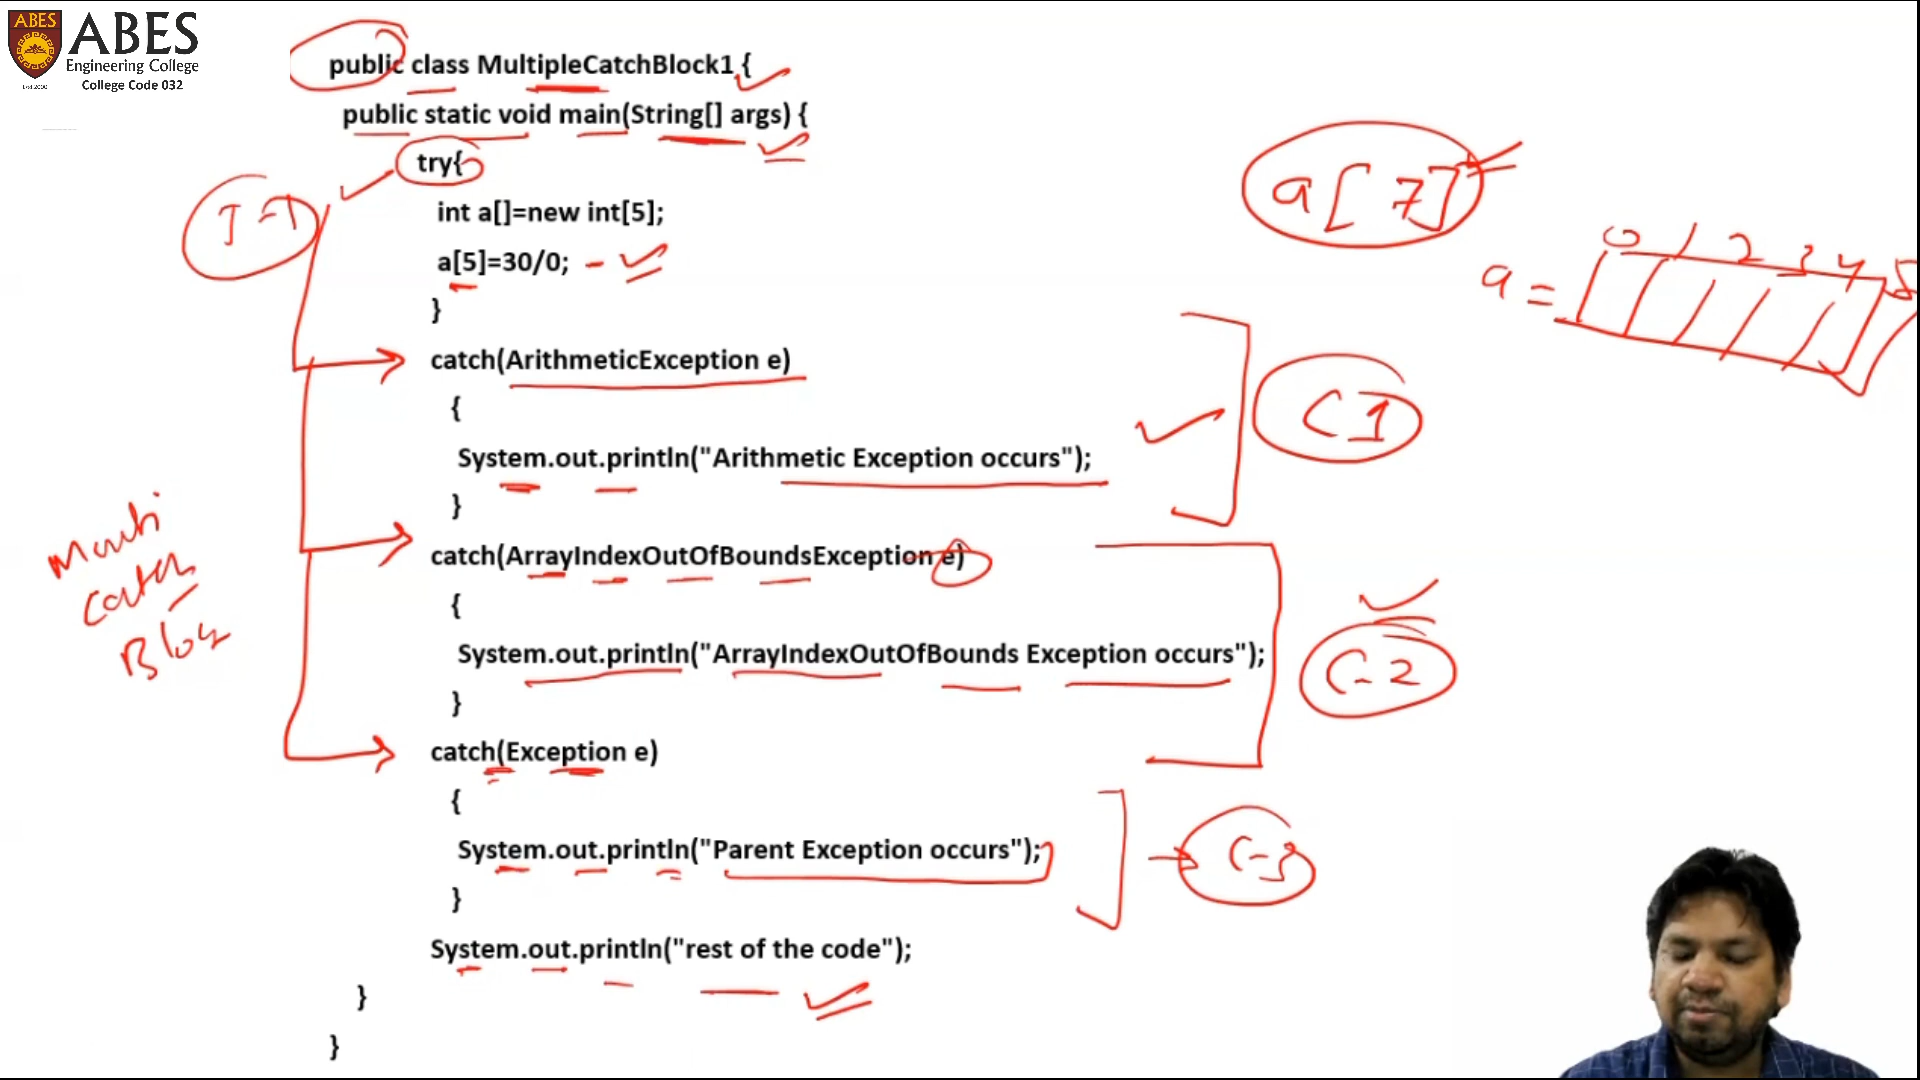 ABES
ABES
Engineering College
College Code 032
public class MultipleCatchBlock1 {
public static void main(String[] args) {
try{
int a[]=new int[5];
a[5]=30/0;
}
catch(ArithmeticException e)
{
System.out.println("Arithmetic Exception occurs");
}
catch(ArrayIndexOutOfBoundsException e)
{
System.out.println("ArrayIndexOutOfBounds Exception occurs");
}
catch(Exception e)
{
System.out.println("Parent Exception occurs");
}
System.out.println("rest of the code");
}
}
a[7]
0 1 2 3 4 5
a =
C1
C-2
C-3
Catch